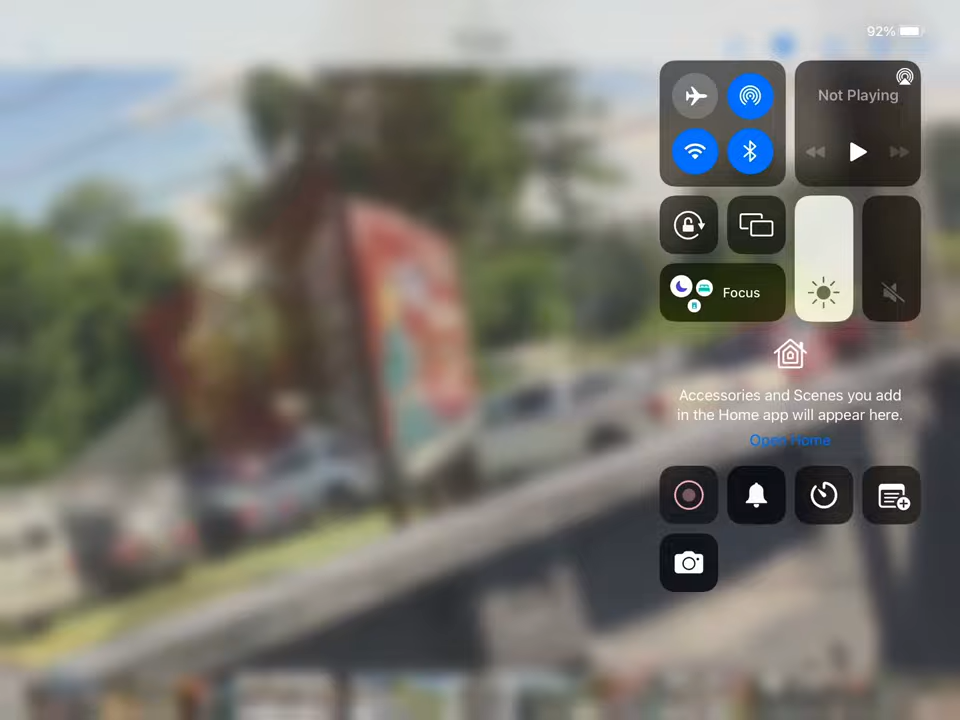 92%
Not Playing
Focus
Accessories and Scenes you add
in the Home app will appear here.
Open Home